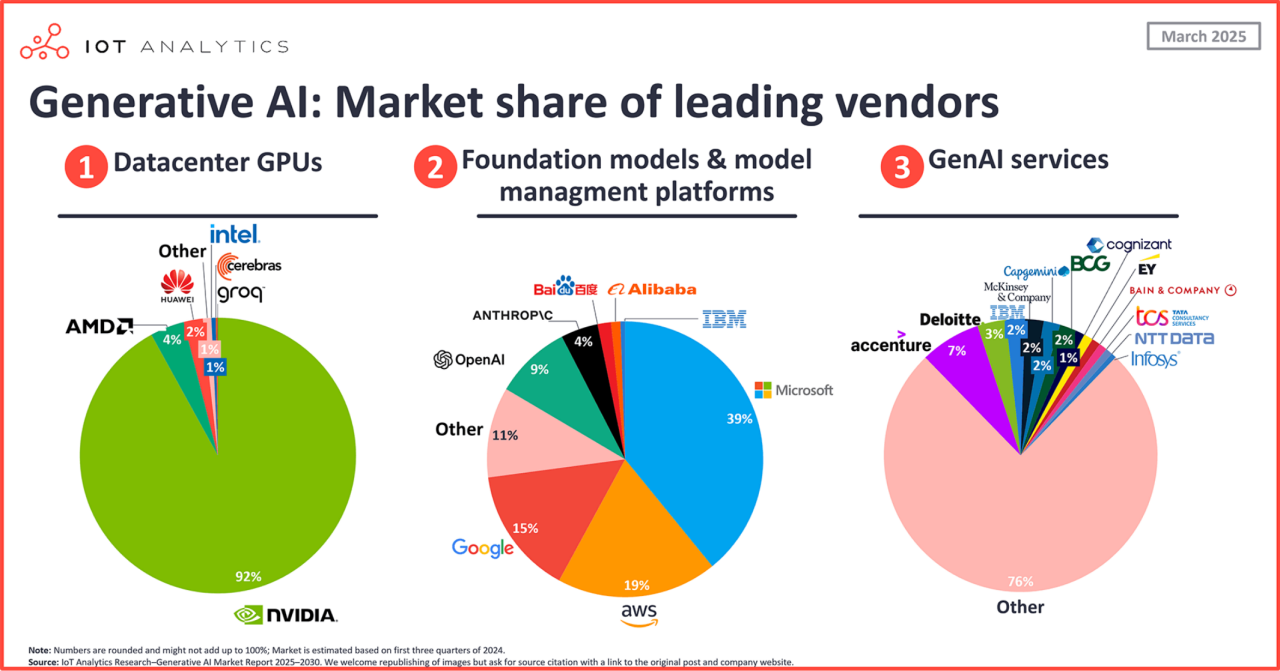 IOT ANALYTICS
March 2025
Generative AI: Market share of leading vendors
1 Datacenter GPUs
intel.
Other
cerebras
HUAWEI
groq
AMD
2%
4%
1%
1%
92%
NVIDIA.
2 Foundation models & model
managment platforms
Baidu百度
Alibaba
ANTHROP\C
IBM
OpenAI
4%
9%
Microsoft
39%
Other
11%
15%
Google
19%
aws
3 GenAI services
cognizant
BCG
EY
Capgemini
McKinsey
& Company
BAIN & COMPANY
IBM
tcs TATA
CONSULTANCY
SERVICES
Deloitte
accenture
>
NTT DATA
Infosys
7%
3%
2%
2%
2%
2%
1%
76%
Other
Note: Numbers are rounded and might not add up to 100%; Market is estimated based on first three quarters of 2024.
Source: IoT Analytics Research–Generative AI Market Report 2025–2030. We welcome republishing of images but ask for source citation with a link to the original post and company website.